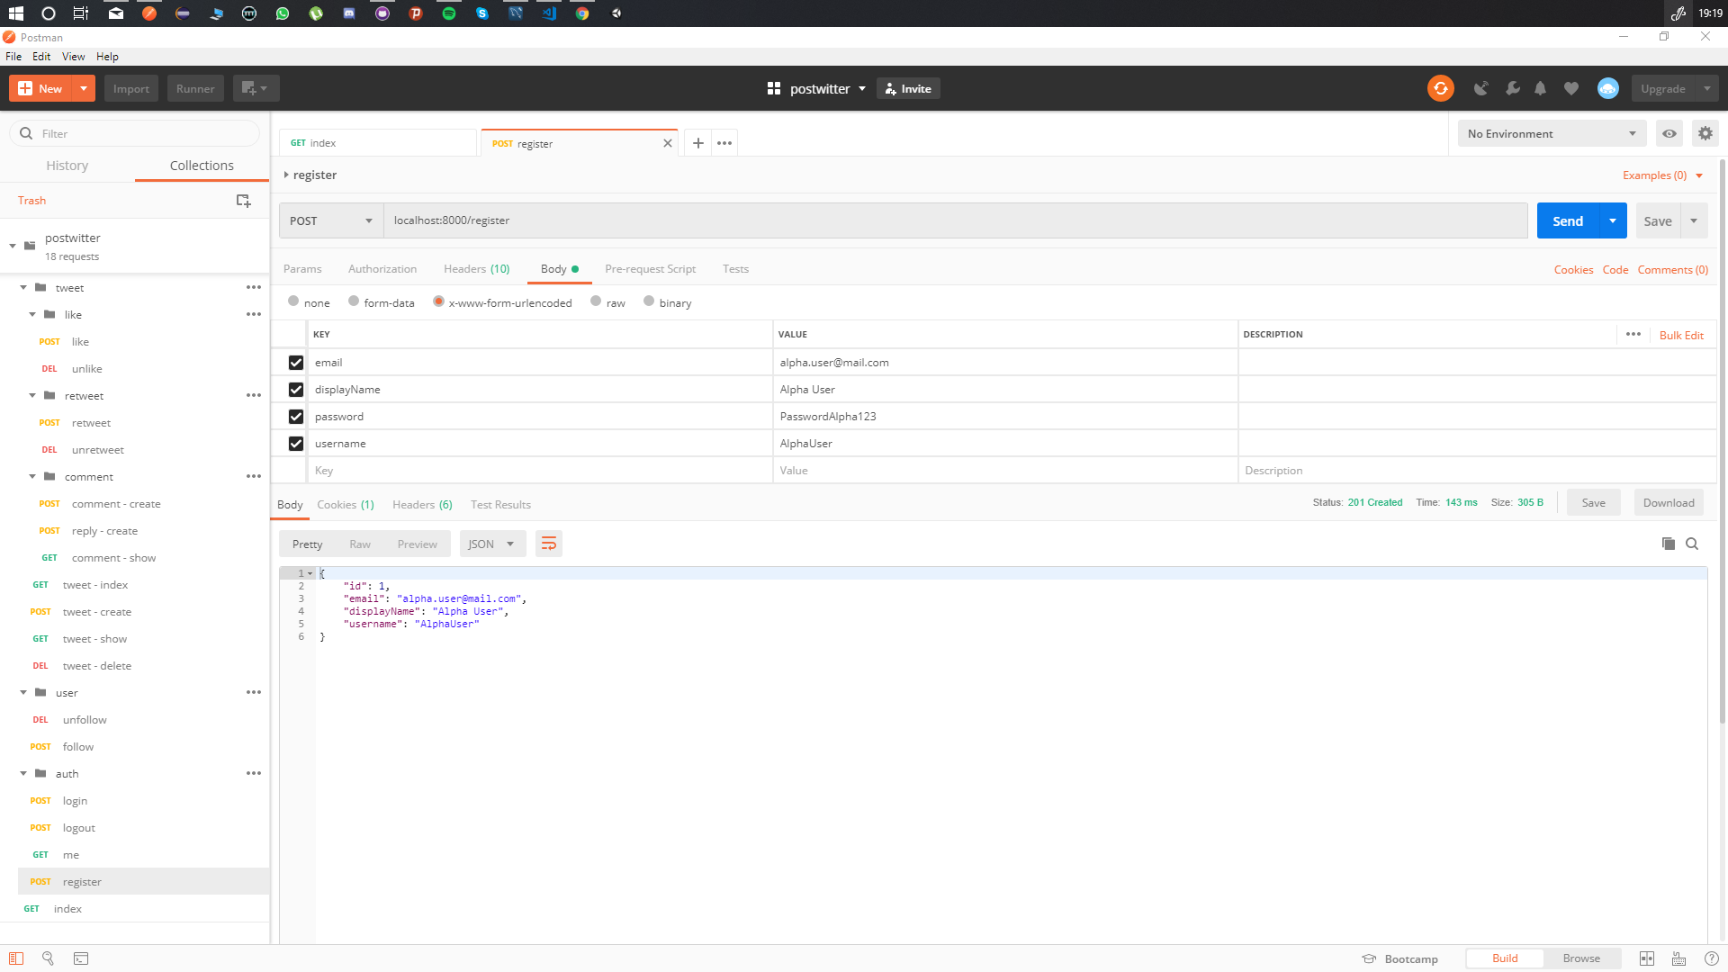 19:19
Postman
File Edit View Help
New Import Runner postwitter Invite Upgrade
Filter
History Collections
Trash
postwitter
18 requests
tweet
like
POST like
DEL unlike
retweet
POST retweet
DEL unretweet
comment
POST comment - create
POST reply - create
GET comment - show
GET tweet - index
POST tweet - create
GET tweet - show
DEL tweet - delete
user
DEL unfollow
POST follow
auth
POST login
POST logout
GET me
POST register
GET index
GET index POST register No Environment
register Examples (0)
POST localhost:8000/register Send Save
Params Authorization Headers (10) Body Pre-request Script Tests Cookies Code Comments (0)
none form-data x-www-form-urlencoded raw binary
KEY VALUE DESCRIPTION Bulk Edit
email alpha.user@mail.com
displayName Alpha User
password PasswordAlpha123
username AlphaUser
Key Value Description
Body Cookies (1) Headers (6) Test Results Status: 201 Created Time: 143 ms Size: 305 B Save Download
Pretty Raw Preview JSON
1 {
2 "id": 1,
3 "email": "alpha.user@mail.com",
4 "displayName": "Alpha User",
5 "username": "AlphaUser"
6 }
Bootcamp Build Browse